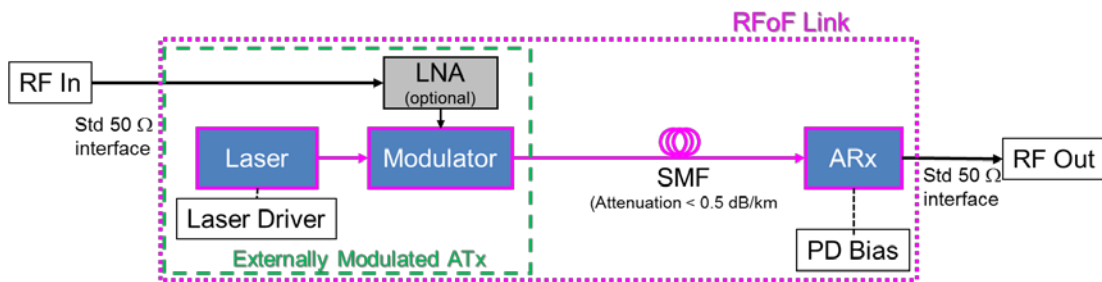 RFoF Link
RF In
LNA
(optional)
Std 50 Ω
interface
Laser
Modulator
ARx
RF Out
SMF
(Attenuation < 0.5 dB/km
Std 50 Ω
interface
Laser Driver
PD Bias
Externally Modulated ATx